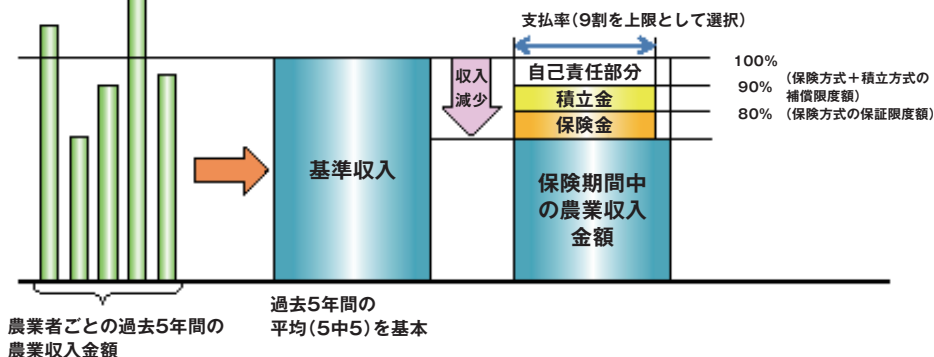 支払率（9割を上限として選択）
100%
収入
減少
自己責任部分
90%
（保険方式＋積立方式の
補償限度額）
積立金
80%
（保険方式の保証限度額）
保険金
基準収入
保険期間中
の農業収入
金額
過去5年間の
平均（5中5）を基本
農業者ごとの過去5年間の
農業収入金額